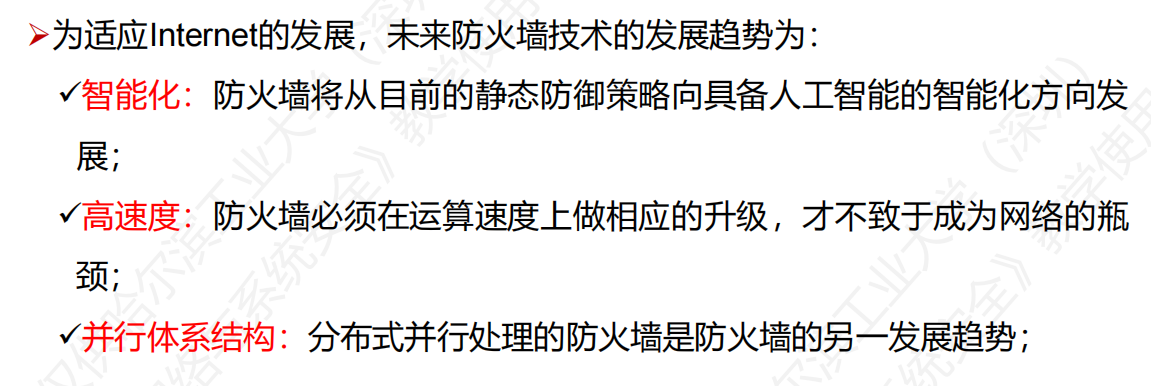 ➢为适应Internet的发展，未来防火墙技术的发展趋势为：
✓智能化：防火墙将从目前的静态防御策略向具备人工智能的智能化方向发
展；
✓高速度：防火墙必须在运算速度上做相应的升级，才不致于成为网络的瓶
颈；
✓并行体系结构：分布式并行处理的防火墙是防火墙的另一发展趋势；